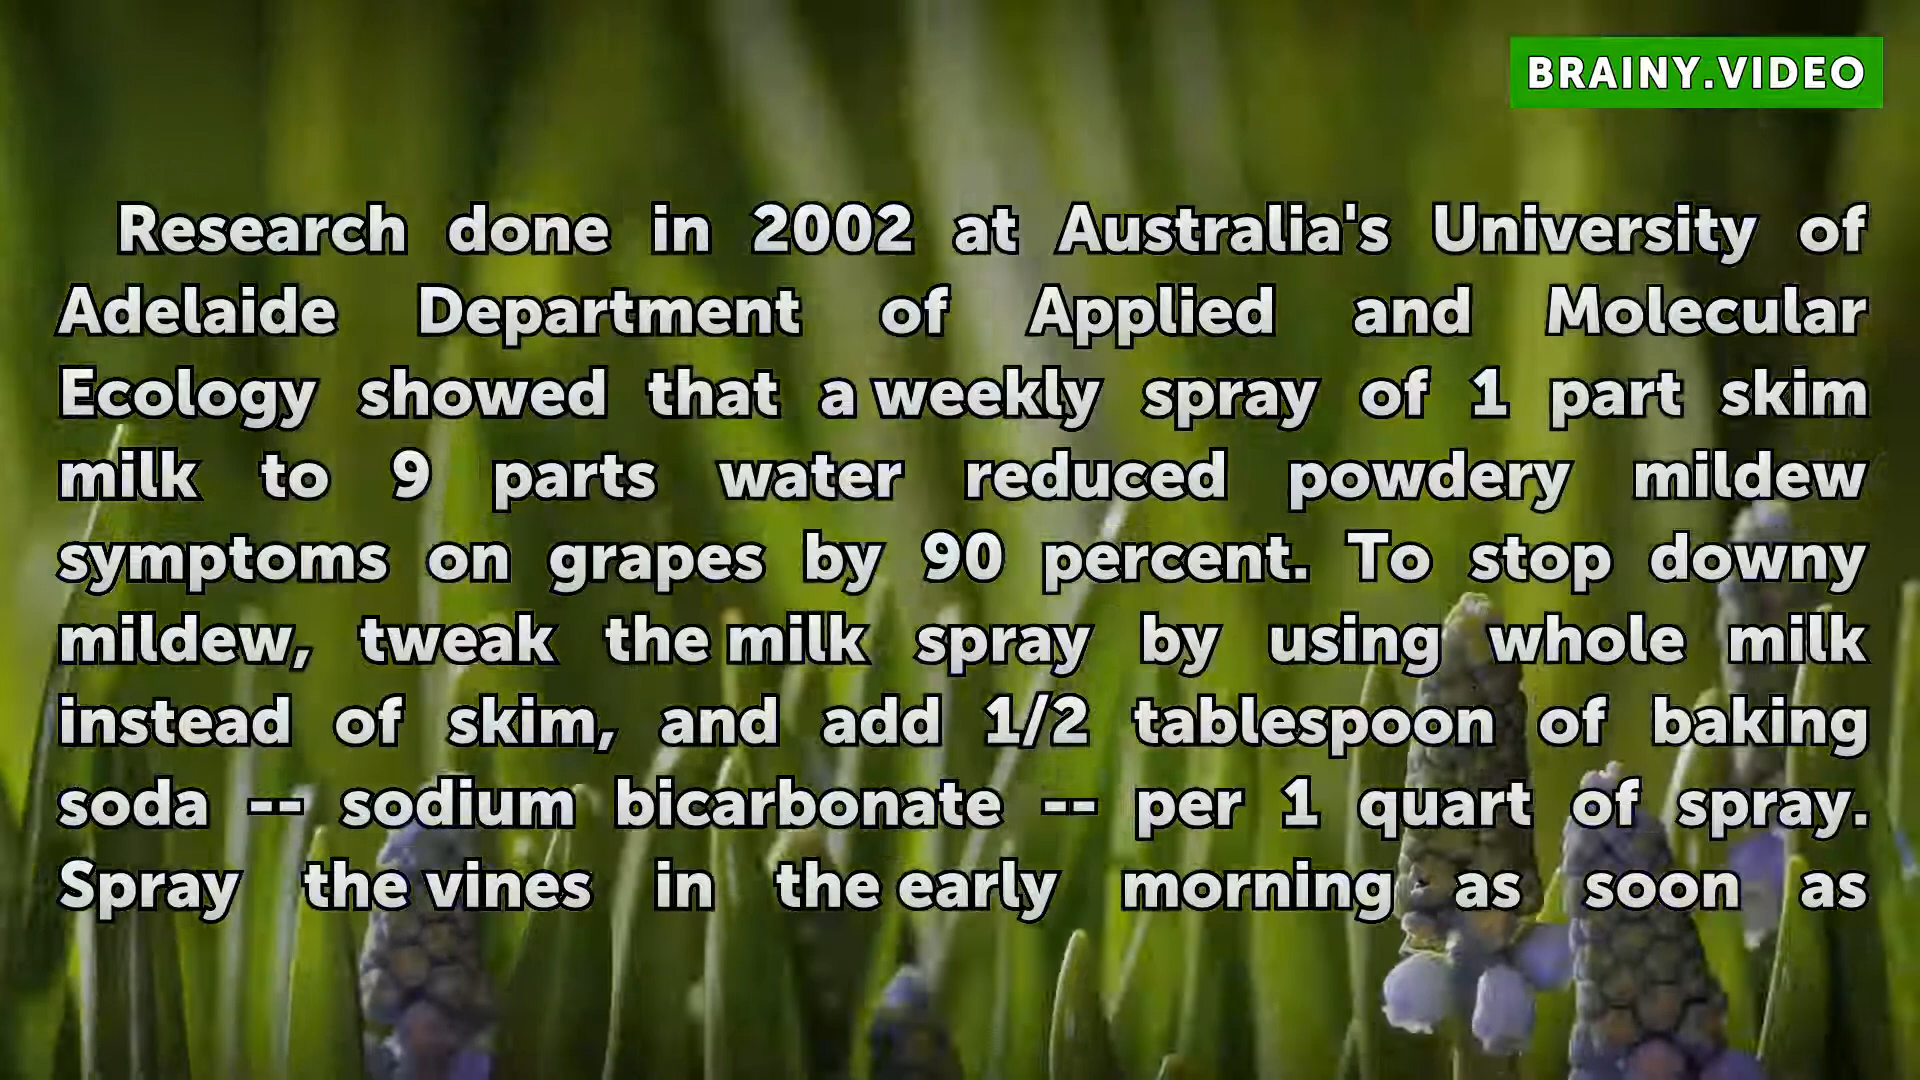 BRAINY.VIDEO
Research done in 2002 at Australia's University of
Adelaide Department of Applied and Molecular
Ecology showed that a weekly spray of 1 part skim
milk to 9 parts water reduced powdery mildew
symptoms on grapes by 90 percent. To stop downy
mildew, tweak the milk spray by using whole milk
instead of skim, and add 1/2 tablespoon of baking
soda -- sodium bicarbonate -- per 1 quart of spray.
Spray the vines in the early morning as soon as